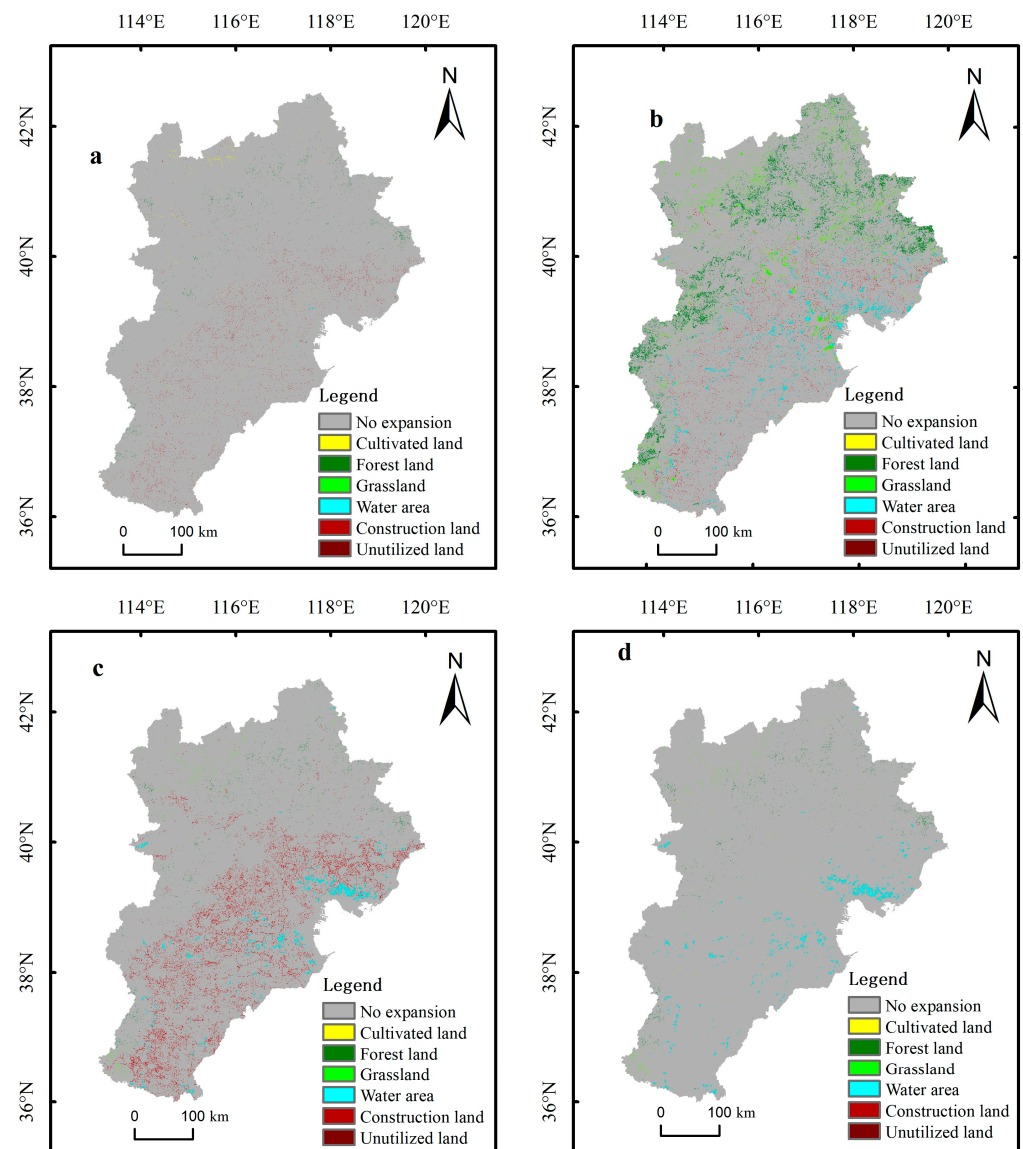 114°E 116°E 118°E 120°E
N
42°N
40°N
38°N
36°N
a
Legend
No expansion
Cultivated land
Forest land
Grassland
Water area
Construction land
Unutilized land
0 100 km
114°E 116°E 118°E 120°E
N
42°N
40°N
38°N
36°N
b
Legend
No expansion
Cultivated land
Forest land
Grassland
Water area
Construction land
Unutilized land
0 100 km
114°E 116°E 118°E 120°E
N
42°N
40°N
38°N
36°N
c
Legend
No expansion
Cultivated land
Forest land
Grassland
Water area
Construction land
Unutilized land
0 100 km
114°E 116°E 118°E 120°E
N
42°N
40°N
38°N
36°N
d
Legend
No expansion
Cultivated land
Forest land
Grassland
Water area
Construction land
Unutilized land
0 100 km